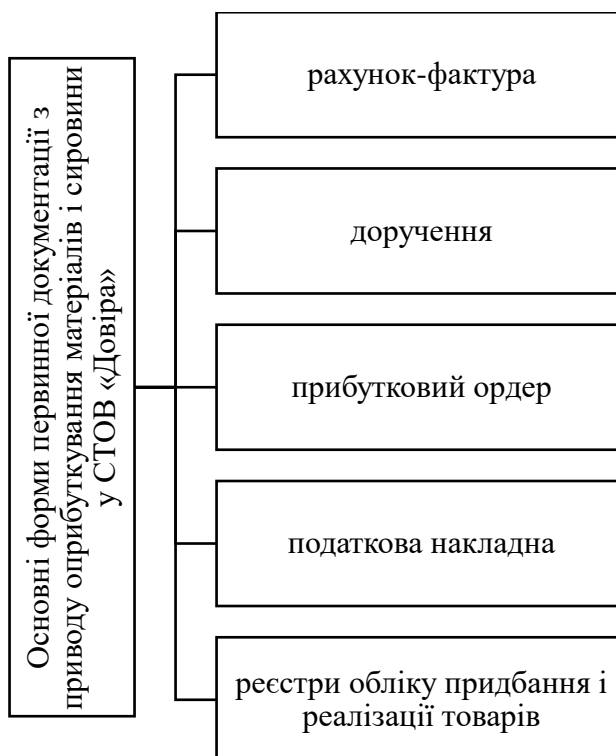 Основні форми первинної документації з
приводу оприбуткування матеріалів і сировини
у СТОВ «Довіра»
рахунок-фактура
доручення
прибутковий ордер
податкова накладна
реєстри обліку придбання і
реалізації товарів